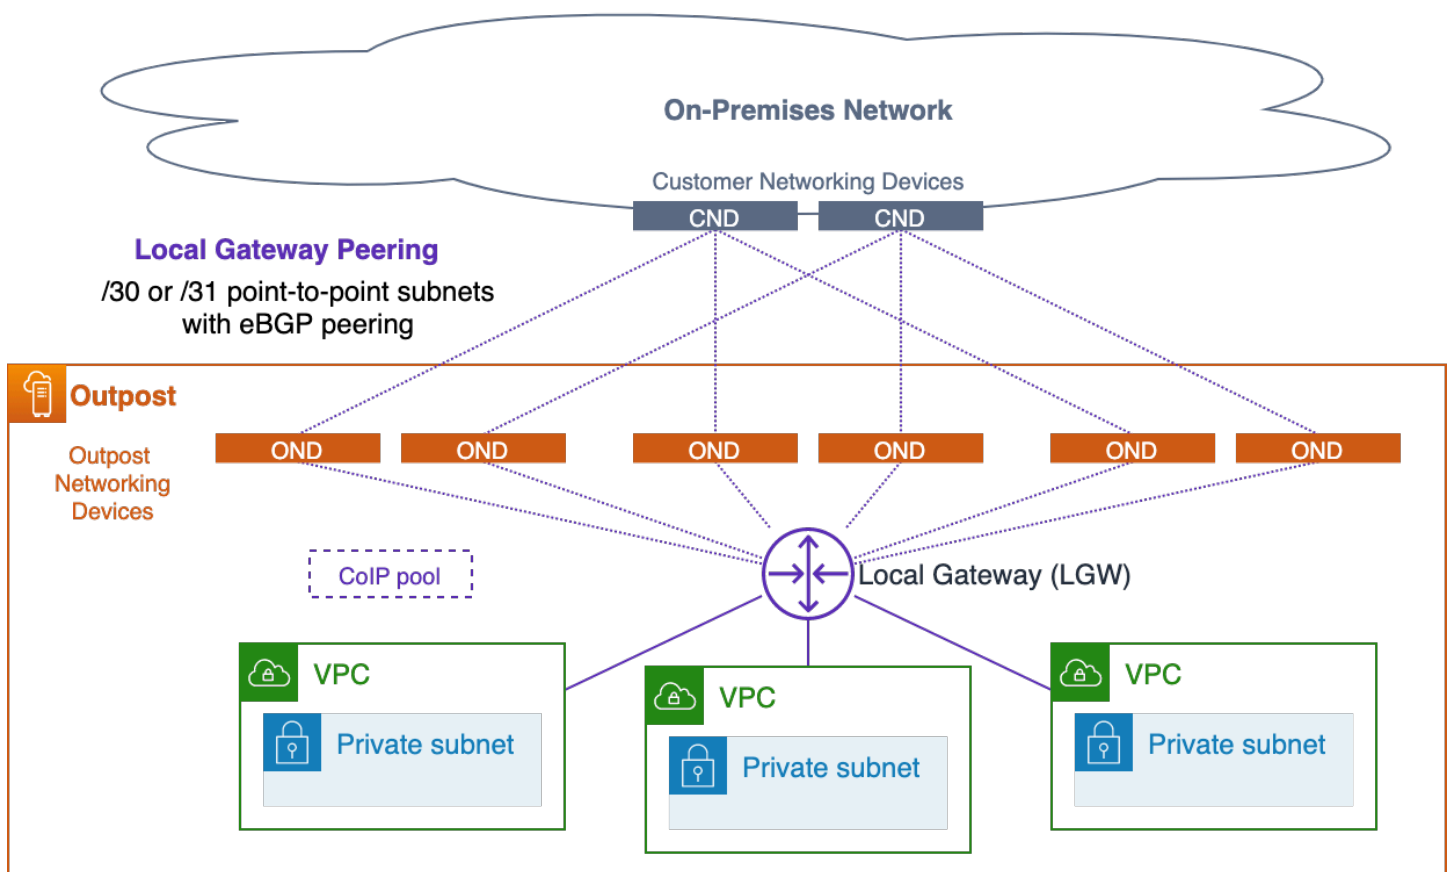 On-Premises Network
Customer Networking Devices
CND
CND
Local Gateway Peering
/30 or /31 point-to-point subnets
with eBGP peering
Outpost
Outpost
Networking
Devices
OND
OND
OND
OND
OND
OND
CoIP pool
Local Gateway (LGW)
VPC
Private subnet
VPC
Private subnet
VPC
Private subnet